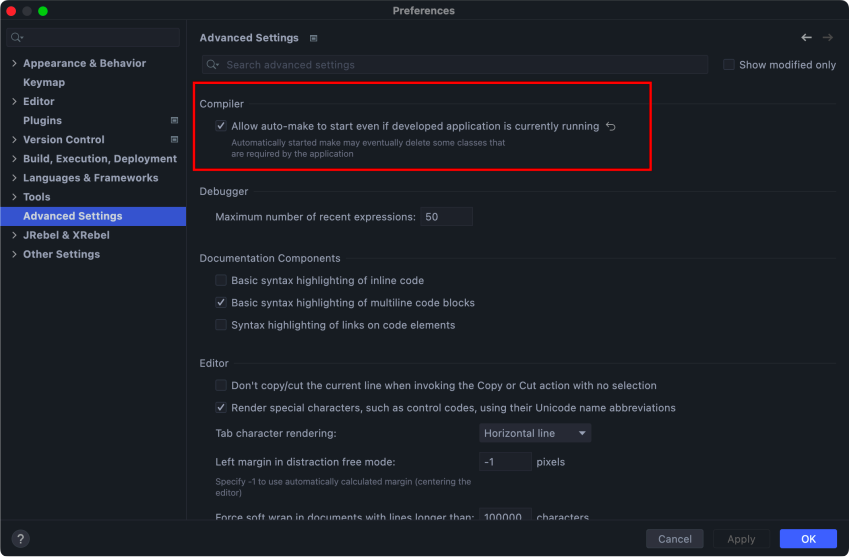 Preferences
Advanced Settings
Search advanced settings
Show modified only
Appearance & Behavior
Keymap
Editor
Plugins
Version Control
Build, Execution, Deployment
Languages & Frameworks
Tools
Advanced Settings
JRebel & XRebel
Other Settings
Compiler
Allow auto-make to start even if developed application is currently running
Automatically started make may eventually delete some classes that
are required by the application
Debugger
Maximum number of recent expressions: 50
Documentation Components
Basic syntax highlighting of inline code
Basic syntax highlighting of multiline code blocks
Syntax highlighting of links on code elements
Editor
Don't copy/cut the current line when invoking the Copy or Cut action with no selection
Render special characters, such as control codes, using their Unicode name abbreviations
Tab character rendering: Horizontal line
Left margin in distraction free mode: -1 pixels
Specify -1 to use automatically calculated margin (centering the
editor)
Force soft wrap in documents with lines longer than: 100000 characters
?
Cancel
Apply
OK